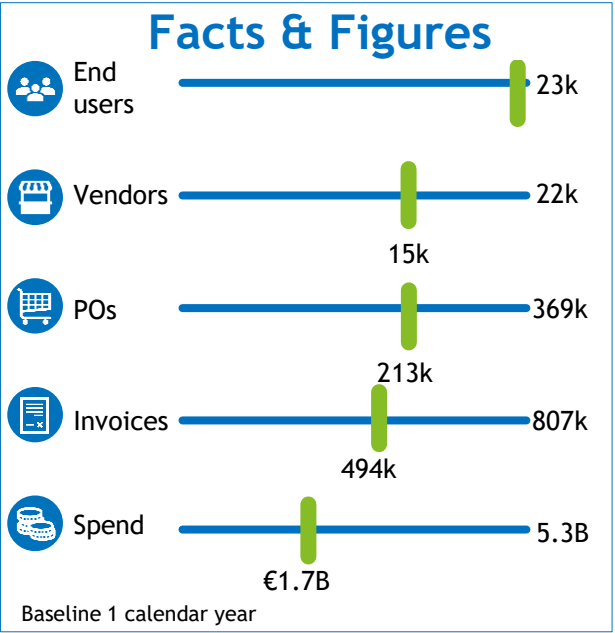 Facts & Figures
End
users
23k
Vendors
22k
15k
POs
369k
213k
Invoices
807k
494k
Spend
5.3B
€1.7B
Baseline 1 calendar year